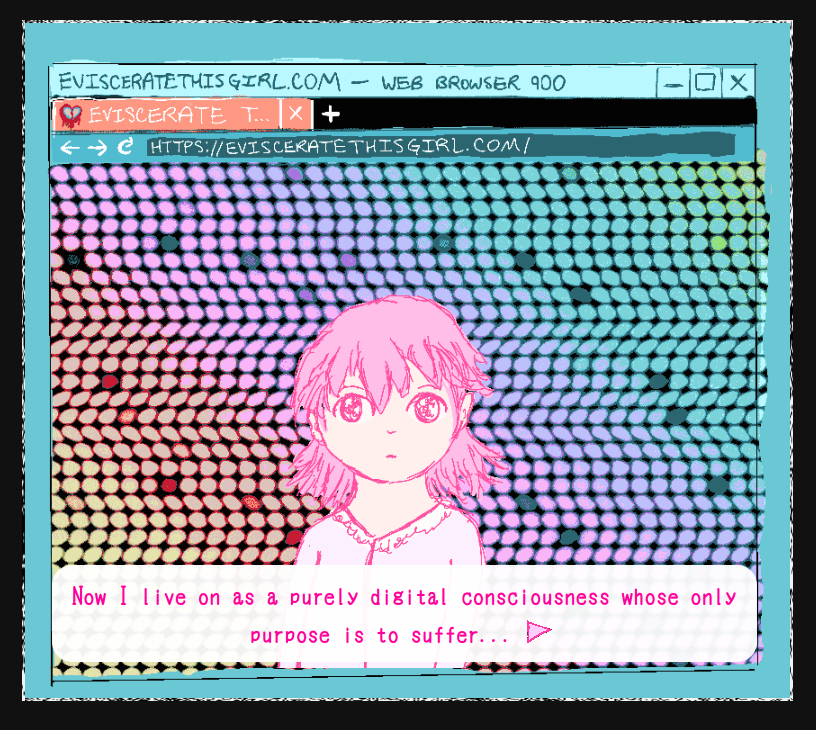 EVISCERATETHISGIRL.COM — WEB BROWSER 900
EVISCERATE T...
HTTPS://EVISCERATETHISGIRL.COM/
Now I live on as a purely digital consciousness whose only
purpose is to suffer...